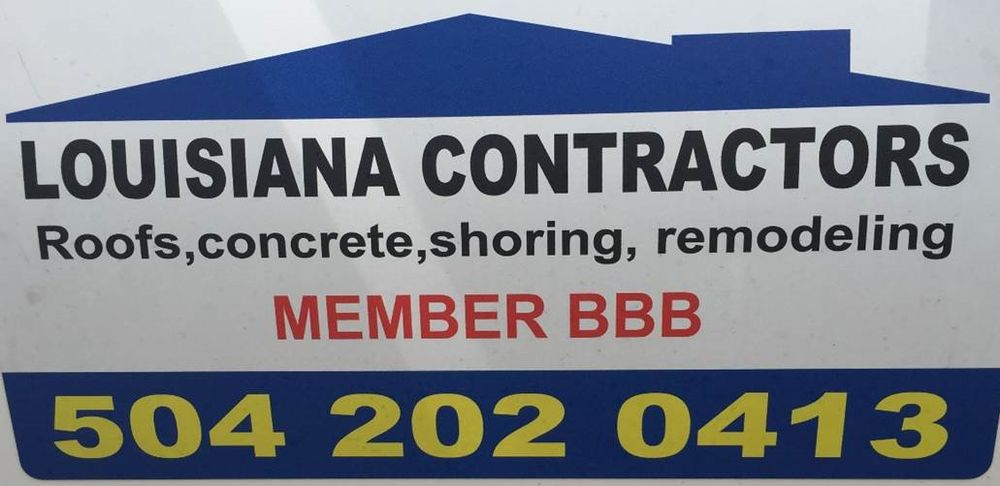 LOUISIANA CONTRACTORS
Roofs,concrete,shoring, remodeling
MEMBER BBB
504 202 0413